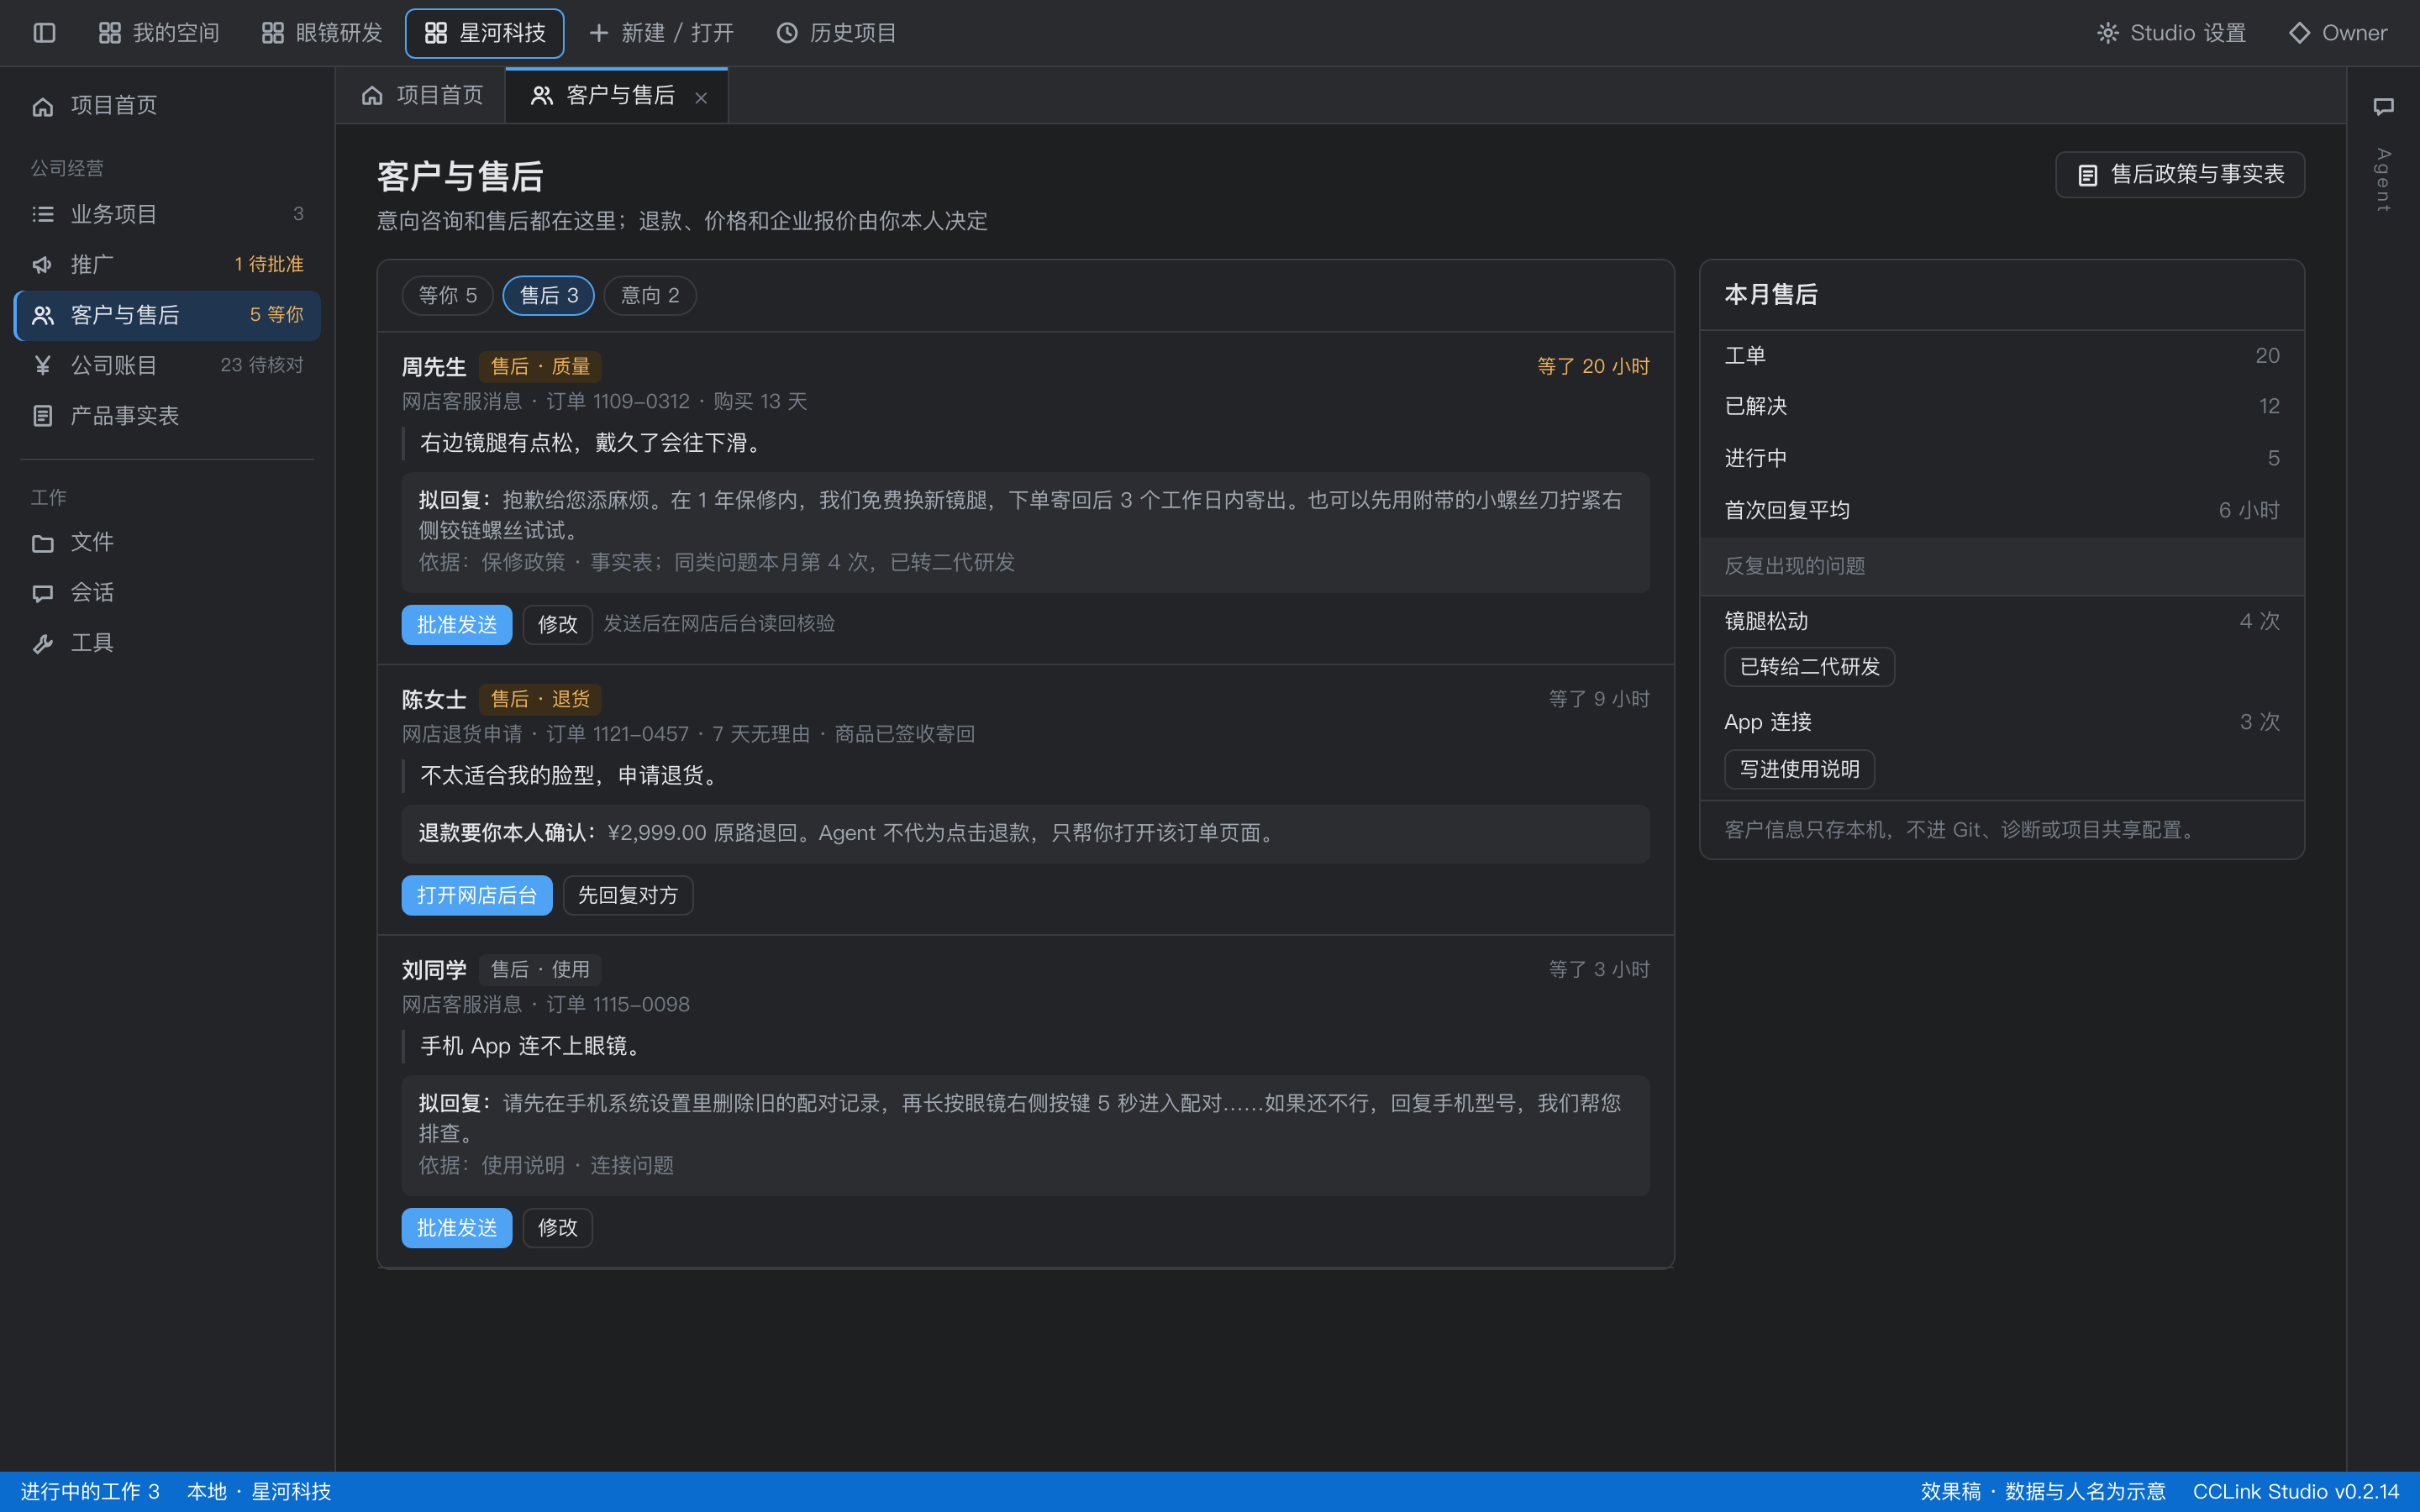 我的空间
眼镜研发
星河科技
新建 / 打开
历史项目
Studio 设置
Owner
项目首页
公司经营
业务项目 3
推广 1 待批准
客户与售后 5 等你
公司账目 23 待核对
产品事实表
工作
文件
会话
工具
项目首页
客户与售后 ×
客户与售后
意向咨询和售后都在这里；退款、价格和企业报价由你本人决定
售后政策与事实表
等你 5
售后 3
意向 2
周先生 售后 · 质量 等了 20 小时
网店客服消息 · 订单 1109-0312 · 购买 13 天
右边镜腿有点松，戴久了会往下滑。
拟回复：抱歉给您添麻烦。在 1 年保修内，我们免费换新镜腿，下单寄回后 3 个工作日内寄出。也可以先用附带的小螺丝刀拧紧右
侧铰链螺丝试试。
依据：保修政策 · 事实表；同类问题本月第 4 次，已转二代研发
批准发送 修改 发送后在网店后台读回核验
陈女士 售后 · 退货 等了 9 小时
网店退货申请 · 订单 1121-0457 · 7 天无理由 · 商品已签收寄回
不太适合我的脸型，申请退货。
退款要你本人确认：¥2,999.00 原路退回。Agent 不代为点击退款，只帮你打开该订单页面。
打开网店后台 先回复对方
刘同学 售后 · 使用 等了 3 小时
网店客服消息 · 订单 1115-0098
手机 App 连不上眼镜。
拟回复：请先在手机系统设置里删除旧的配对记录，再长按眼镜右侧按键 5 秒进入配对……如果还不行，回复手机型号，我们帮您
排查。
依据：使用说明 · 连接问题
批准发送 修改
本月售后
工单 20
已解决 12
进行中 5
首次回复平均 6 小时
反复出现的问题
镜腿松动 4 次
已转给二代研发
App 连接 3 次
写进使用说明
客户信息只存本机，不进 Git、诊断或项目共享配置。
Agent
进行中的工作 3
本地 · 星河科技
效果稿 · 数据与人名为示意
CCLink Studio v0.2.14